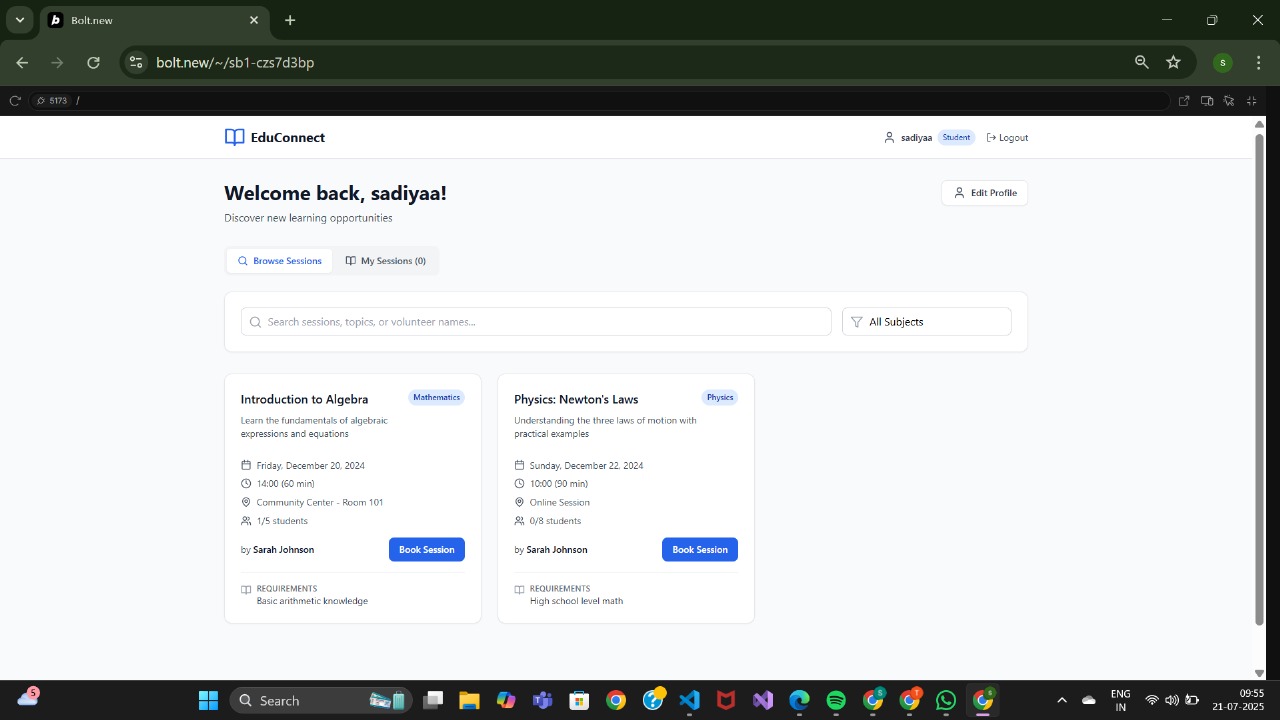 Bolt.new
bolt.new/~/sb1-czs7d3bp
S
5173 /
EduConnect
sadiyaa Student Logout
Welcome back, sadiyaa!
Edit Profile
Discover new learning opportunities
Browse Sessions My Sessions (0)
Search sessions, topics, or volunteer names...
All Subjects
Introduction to Algebra Mathematics
Learn the fundamentals of algebraic
expressions and equations
Friday, December 20, 2024
14:00 (60 min)
Community Center - Room 101
1/5 students
by Sarah Johnson Book Session
REQUIREMENTS
Basic arithmetic knowledge
Physics: Newton's Laws Physics
Understanding the three laws of motion with
practical examples
Sunday, December 22, 2024
10:00 (90 min)
Online Session
0/8 students
by Sarah Johnson Book Session
REQUIREMENTS
High school level math
5
Search
ENG
IN
09:55
21-07-2025